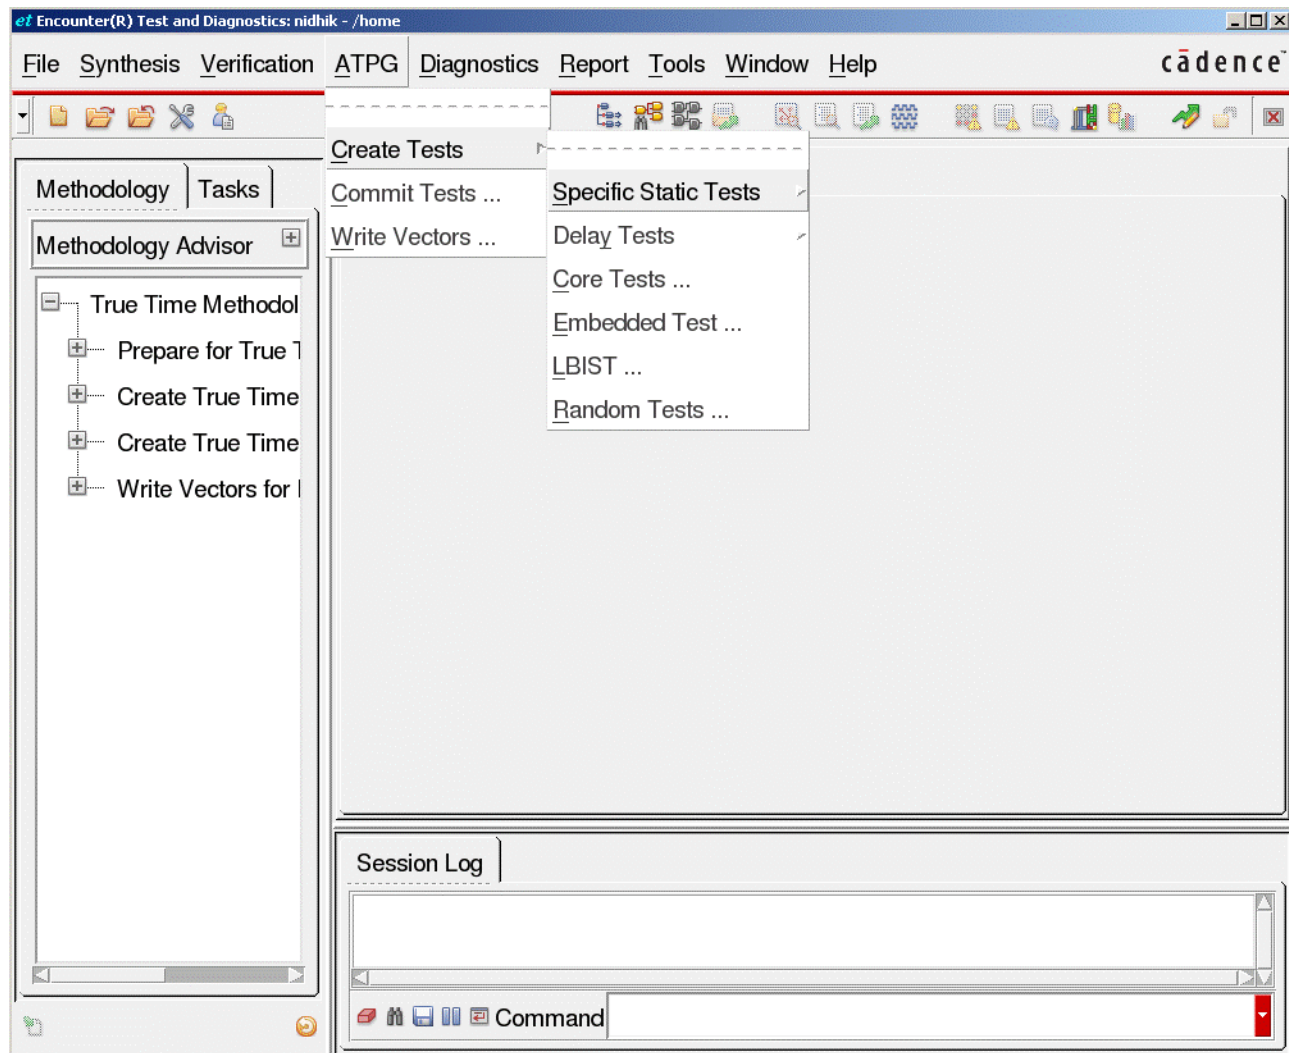 et Encounter(R) Test and Diagnostics: nidhik - /home
File Synthesis Verification ATPG Diagnostics Report Tools Window Help cādence
Create Tests
Commit Tests ...
Write Vectors ...
Specific Static Tests
Delay Tests
Core Tests ...
Embedded Test ...
LBIST ...
Random Tests ...
Methodology Tasks
Methodology Advisor
True Time Methodol
Prepare for True T
Create True Time
Create True Time
Write Vectors for
Session Log
Command